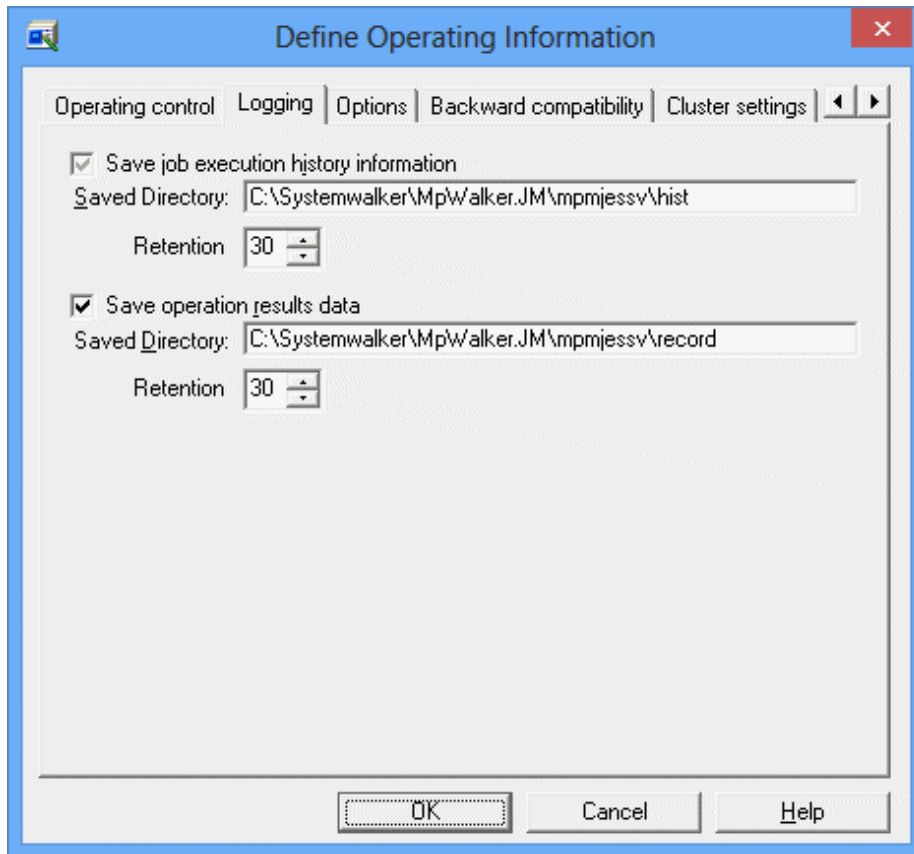 Define Operating Information
Operating control Logging Options Backward compatibility Cluster settings
Save job execution history information
Saved Directory: C:\Systemwalker\MpWalker.JM\mpmjessv\hist
Retention 30
Save operation results data
Saved Directory: C:\Systemwalker\MpWalker.JM\mpmjessv\record
Retention 30
OK Cancel Help